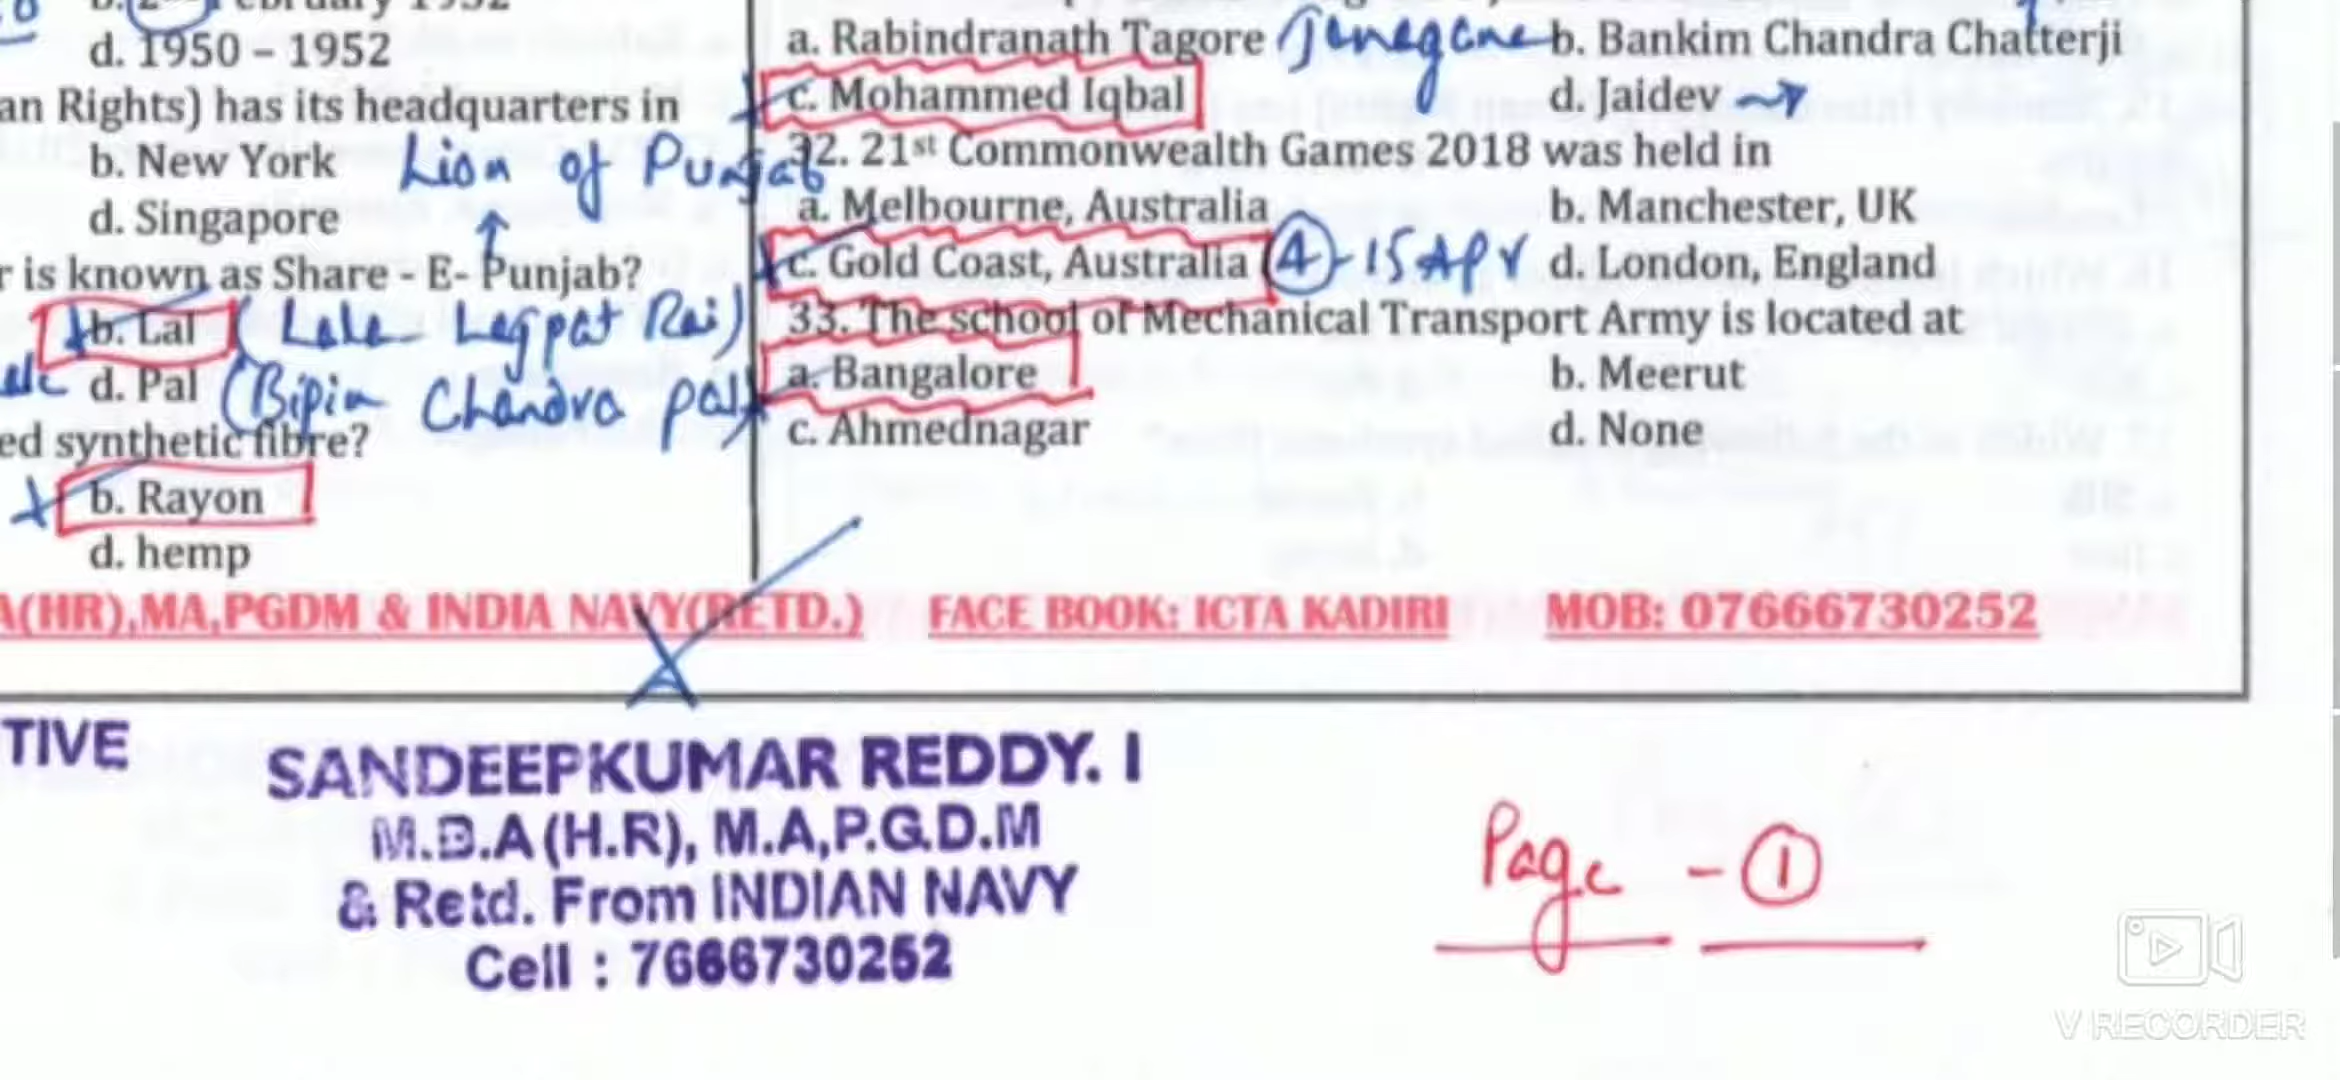 d. 1950 – 1952
an Rights) has its headquarters in
b. New York Lion of Punjab
d. Singapore
r is known as Share - E- Punjab?
b. Lal (Lala Lagpat Rai)
d. Pal (Bipin Chandra pal)
ed synthetic fibre?
b. Rayon
d. hemp
a. Rabindranath Tagore b. Bankim Chandra Chatterji
c. Mohammed Iqbal d. Jaidev
32. 21st Commonwealth Games 2018 was held in
a. Melbourne, Australia b. Manchester, UK
c. Gold Coast, Australia 4-15 Apr d. London, England
33. The school of Mechanical Transport Army is located at
a. Bangalore b. Meerut
c. Ahmednagar d. None
A(HR),MA,PGDM & INDIA NAVY(RETD.) FACE BOOK: ICTA KADIRI MOB: 07666730252
TIVE
SANDEEPKUMAR REDDY. I
M.B.A (H.R), M.A,P.G.D.M
& Retd. From INDIAN NAVY
Cell : 7666730252
Page - 1
V RECORDER